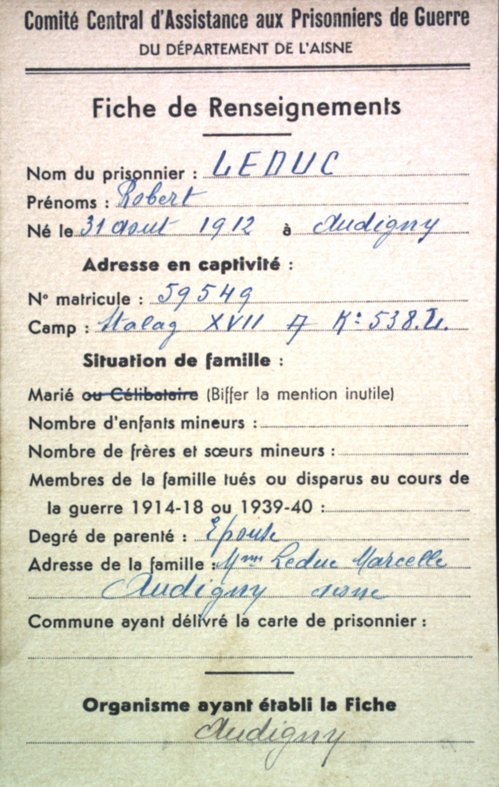 Comité Central d'Assistance aux Prisonniers de Guerre
DU DÉPARTEMENT DE L'AISNE
Fiche de Renseignements
Nom du prisonnier : LEDUC
Prénoms : Robert
Né le 31 aout 1912 à Audigny
Adresse en captivité :
N° matricule : 59549
Camp : Stalag XVII A K: 538.L.
Situation de famille :
Marié ou Célibataire (Biffer la mention inutile)
Nombre d'enfants mineurs :
Nombre de frères et sœurs mineurs :
Membres de la famille tués ou disparus au cours de
la guerre 1914-18 ou 1939-40 :
Degré de parenté : Epouse
Adresse de la famille : Mme Leduc Marcelle
Audigny aisne
Commune ayant délivré la carte de prisonnier :
Organisme ayant établi la Fiche
Audigny